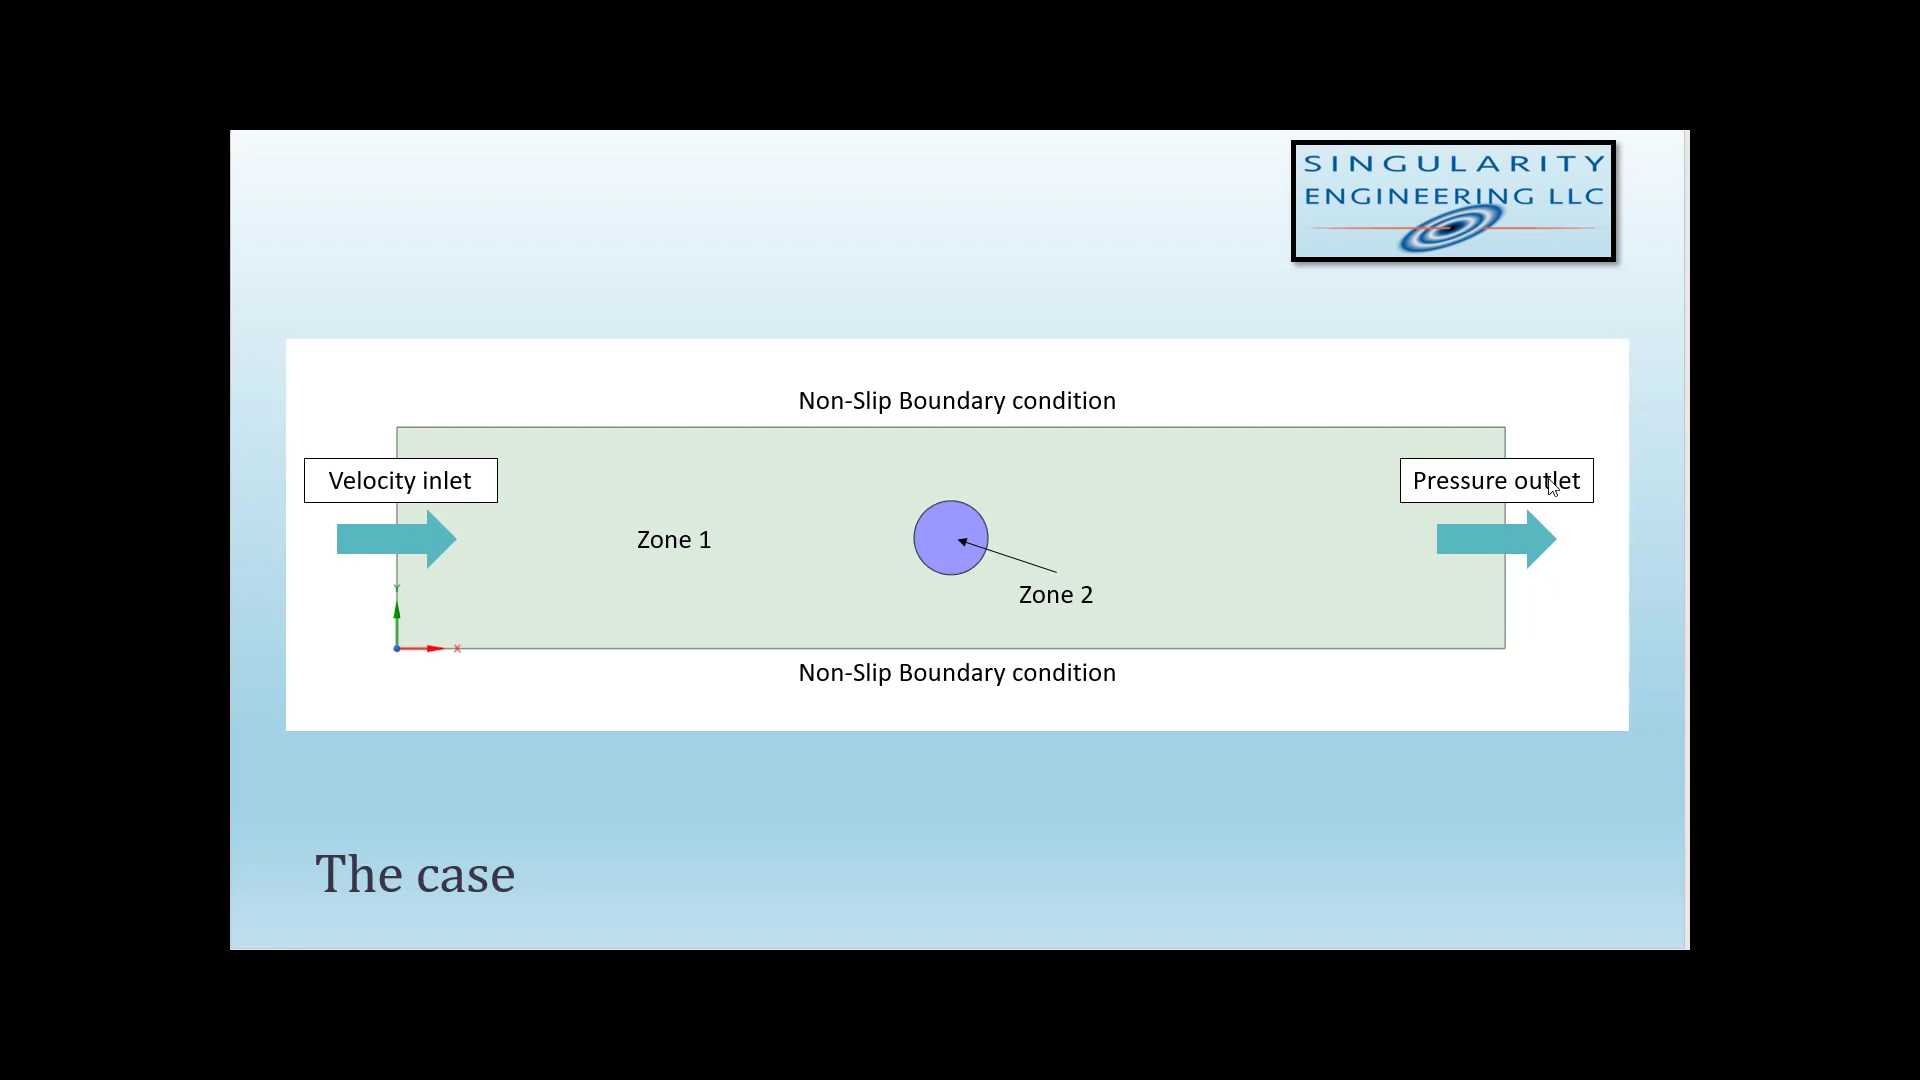 SINGULARITY
ENGINEERING LLC
Non-Slip Boundary condition
Velocity inlet
Pressure outlet
Zone 1
Zone 2
Y
X
Non-Slip Boundary condition
The case